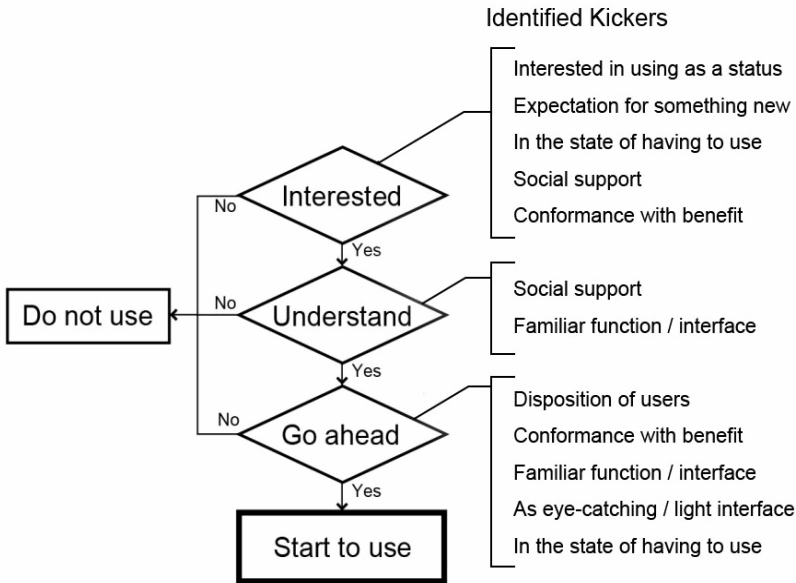 Identified Kickers
Interested in using as a status
Expectation for something new
In the state of having to use
Social support
Conformance with benefit
Interested
No
Yes
Social support
Familiar function / interface
Do not use
No
Understand
Yes
Disposition of users
Conformance with benefit
Familiar function / interface
As eye-catching / light interface
In the state of having to use
No
Go ahead
Yes
Start to use